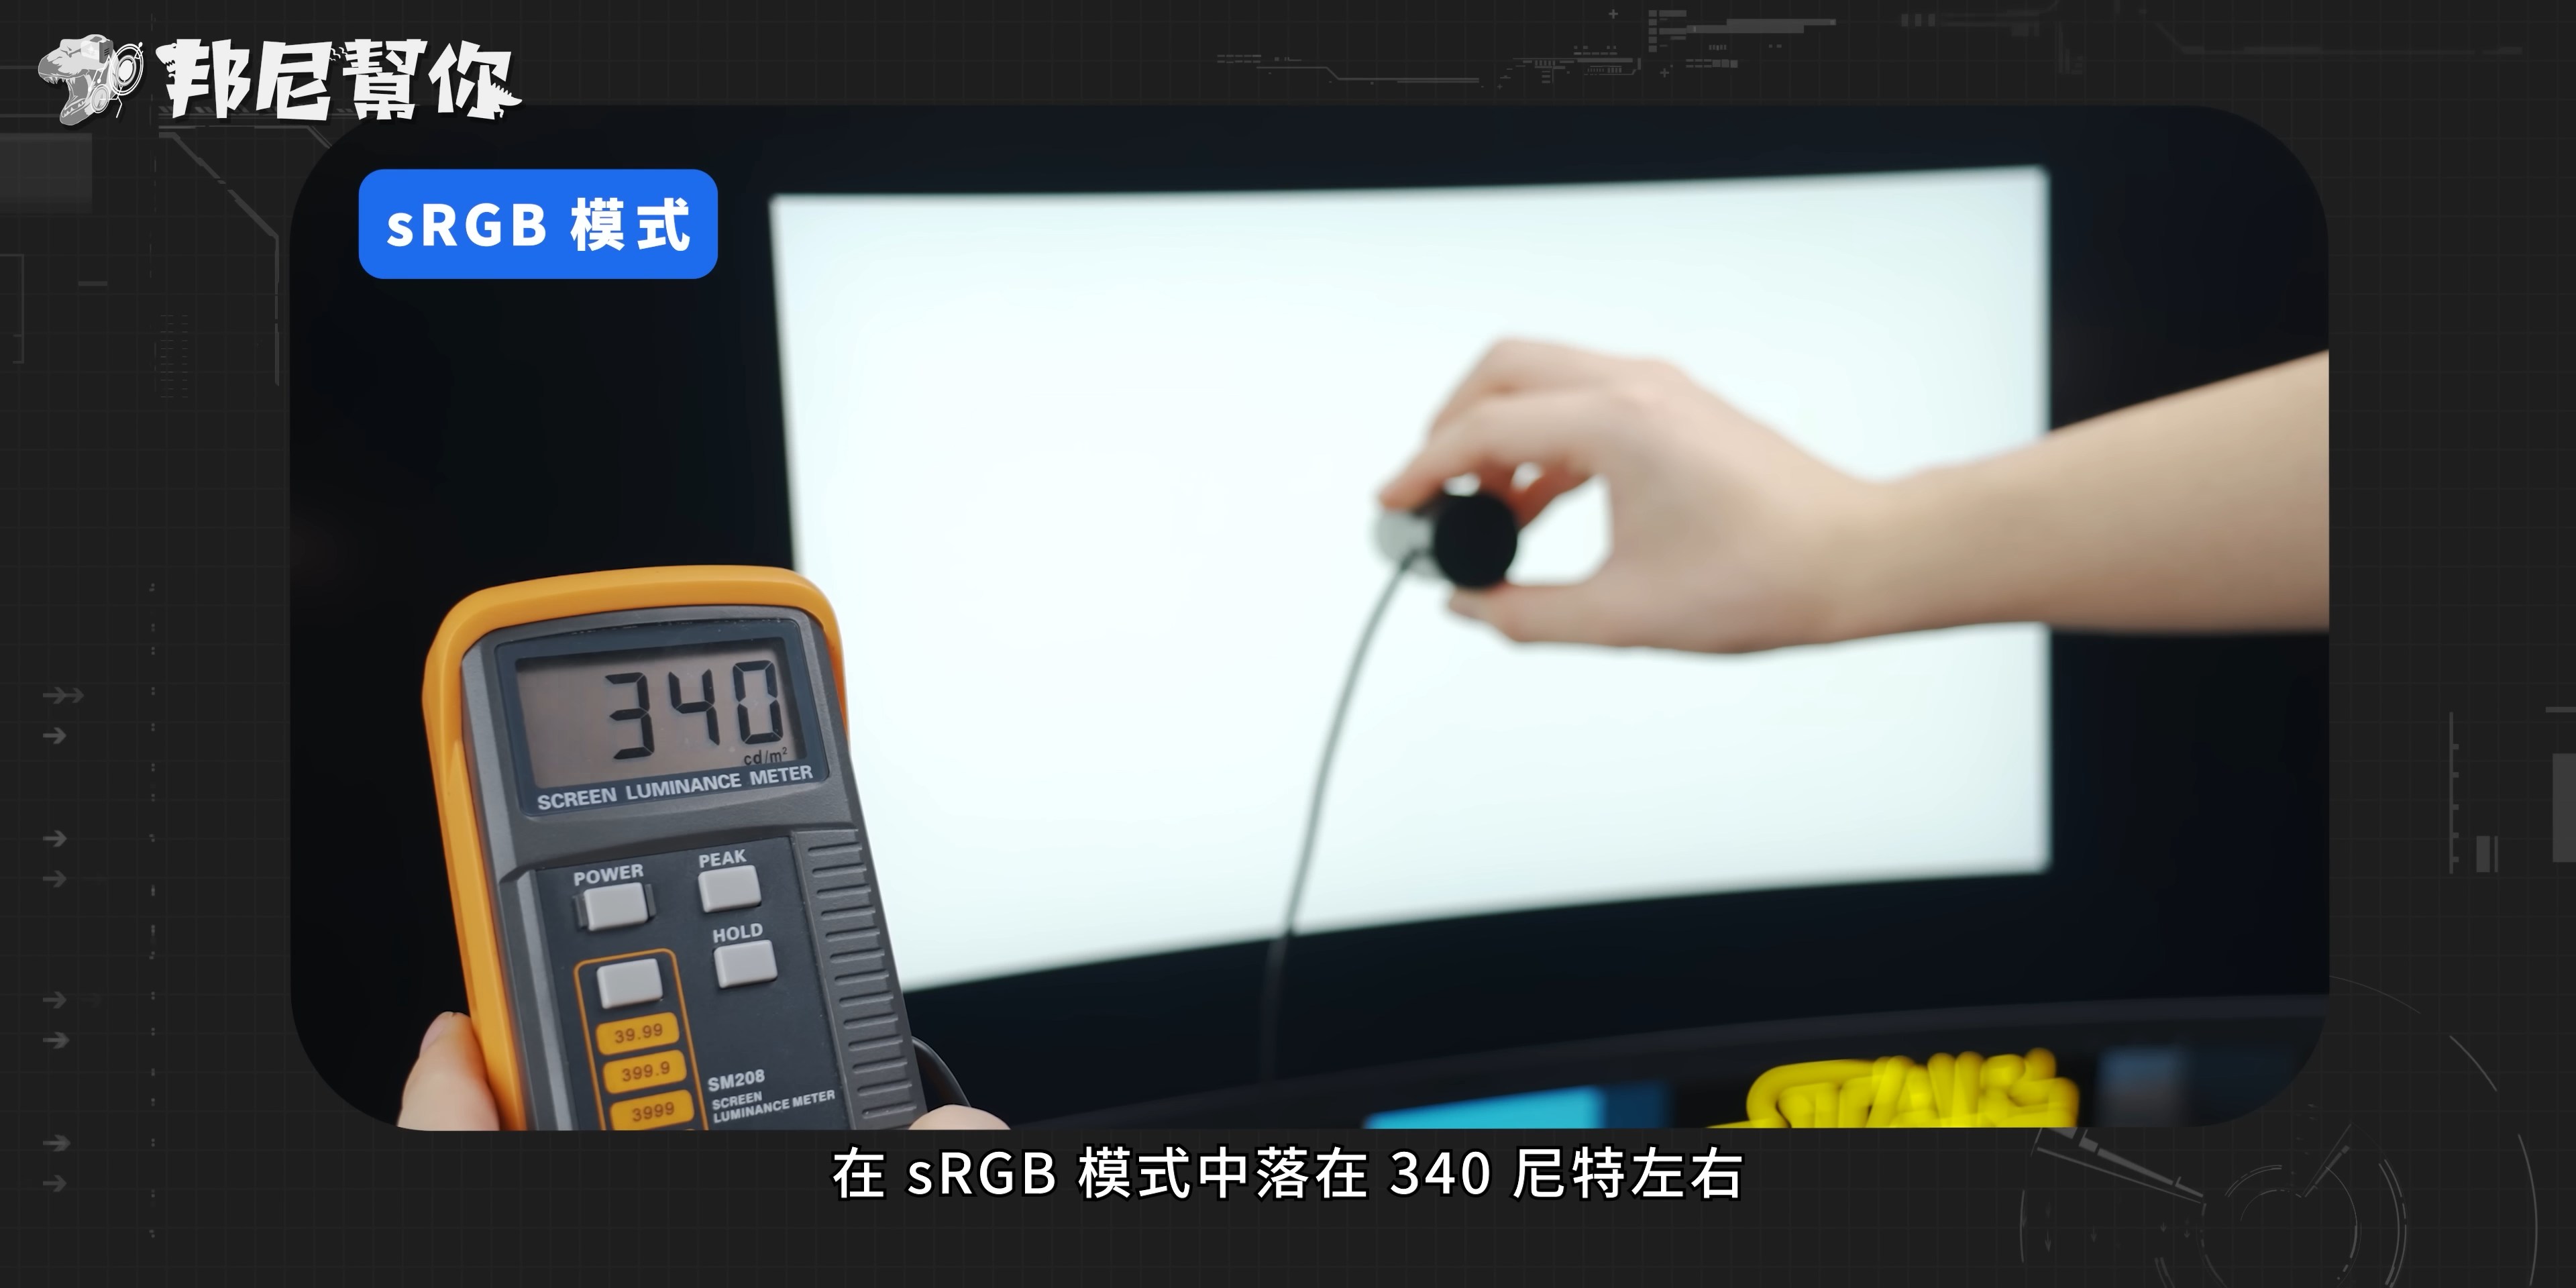 邦尼幫你
sRGB 模式
340
cd/m²
SCREEN LUMINANCE METER
POWER
PEAK
HOLD
39.99
399.9
3999
SM208
SCREEN
LUMINANCE METER
在 sRGB 模式中落在 340 尼特左右